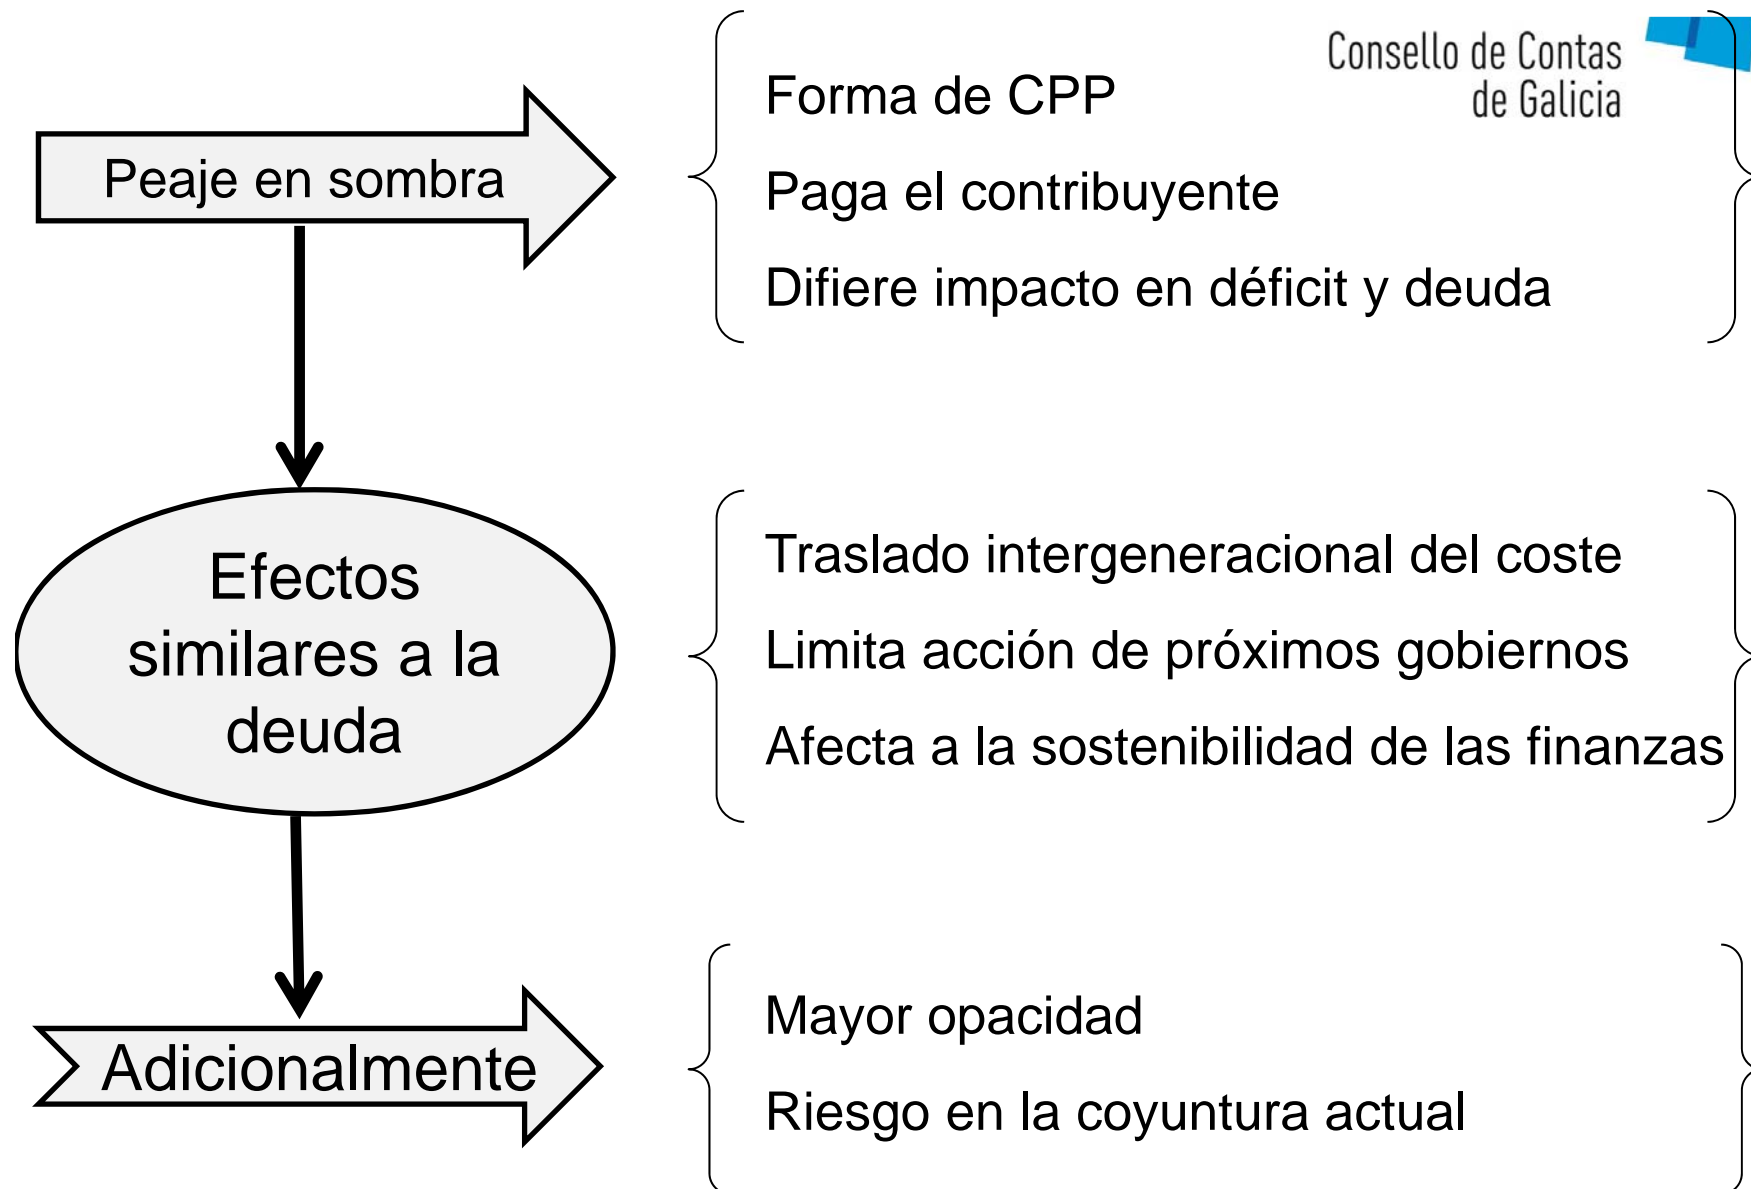 Consello de Contas
de Galicia
Peaje en sombra
Forma de CPP
Paga el contribuyente
Difiere impacto en déficit y deuda
Efectos
similares a la
deuda
Traslado intergeneracional del coste
Limita acción de próximos gobiernos
Afecta a la sostenibilidad de las finanzas
Adicionalmente
Mayor opacidad
Riesgo en la coyuntura actual